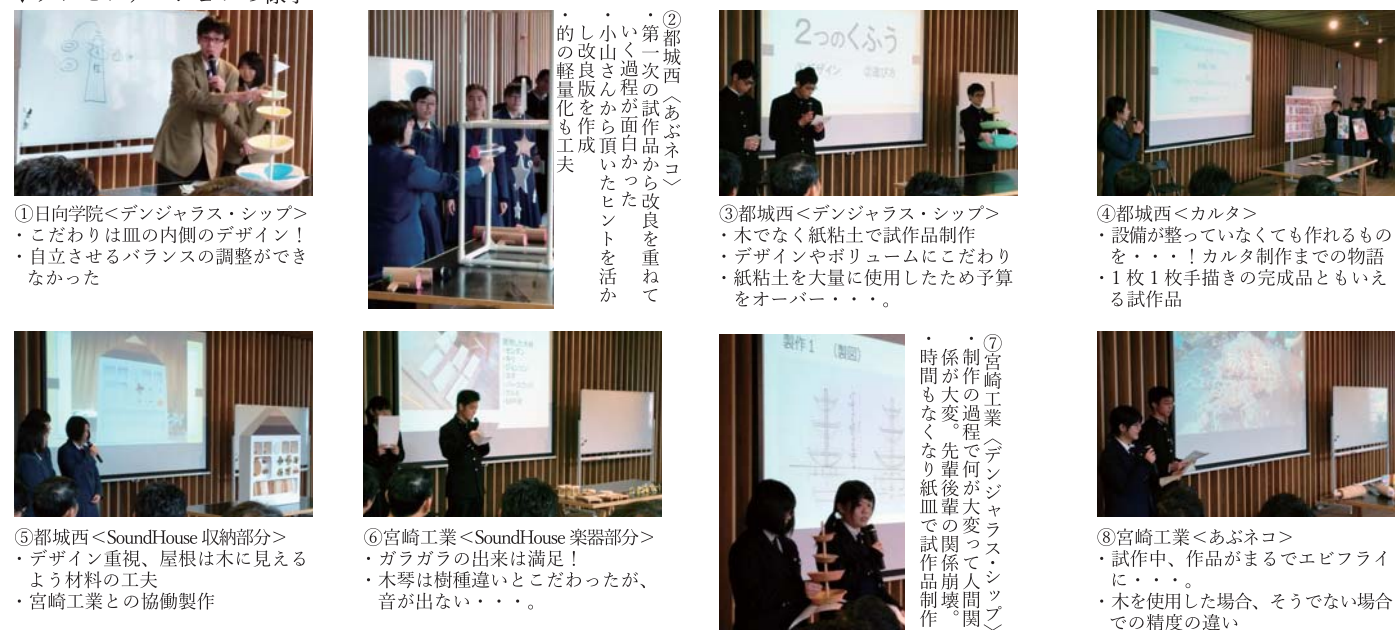 ①日向学院<デンジャラス・シップ>
・こだわりは皿の内側のデザイン！
・自立させるバランスの調整ができ
なかった
②都城西〈あぶネコ〉
・第一次の試作品から改良を重ねて
いく過程が面白かった
・小山さんから頂いたヒントを活か
し改良版を作成
・的の軽量化も工夫
2つのくふう
①デザイン ②遊び方
③都城西<デンジャラス・シップ>
・木でなく紙粘土で試作品制作
・デザインやボリュームにこだわり
・紙粘土を大量に使用したため予算
をオーバー・・・。
④都城西<カルタ>
・設備が整っていなくても作れるもの
を・・・！カルタ制作までの物語
・1枚1枚手描きの完成品ともいえ
る試作品
⑤都城西<SoundHouse 収納部分>
・デザイン重視、屋根は木に見える
よう材料の工夫
・宮崎工業との協働製作
⑥宮崎工業<SoundHouse 楽器部分>
・ガラガラの出来は満足！
・木琴は樹種違いとこだわったが、
音が出ない・・・。
製作1 (製図)
⑦宮崎工業〈デンジャラス・シップ〉
・制作の過程で何が大変って人間関
係が大変。先輩後輩の関係崩壊。
・時間もなくなり紙皿で試作品制作
⑧宮崎工業<あぶネコ>
・試作中、作品がまるでエビフライ
に・・・。
・木を使用した場合、そうでない場合
での精度の違い